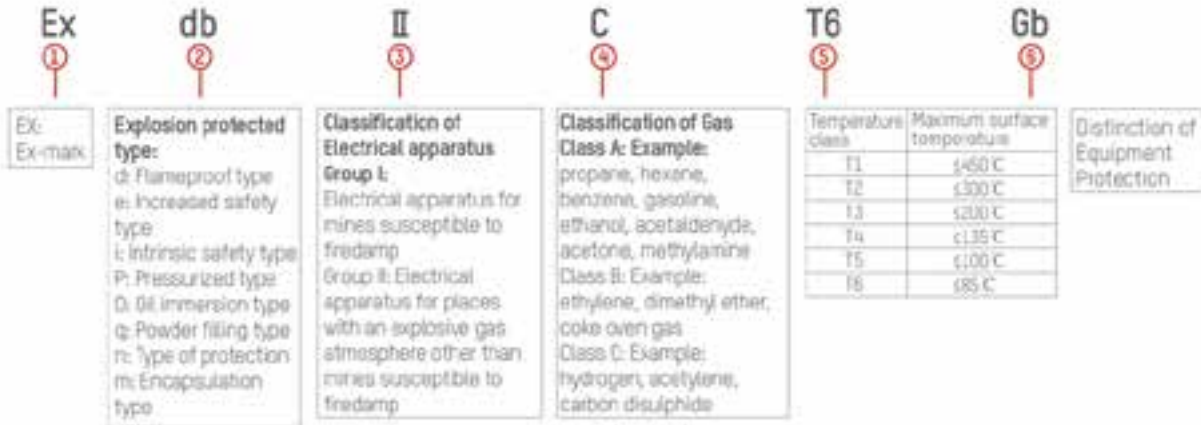 Ex db II C T6 Gb
① ② ③ ④ ⑤ ⑥
EX:
Ex-mark
Explosion protected
type:
d: Flameproof type
e: Increased safety
type
i: Intrinsic safety type
P: Pressurized type
O: Oil immersion type
q: Powder filling type
n: Type of protection
m: Encapsulation
type
Classification of
Electrical apparatus
Group I:
Electrical apparatus for
mines susceptible to
firedamp
Group II: Electrical
apparatus for places
with an explosive gas
atmosphere other than
mines susceptible to
firedamp
Classification of Gas
Class A: Example:
propane, hexene,
benzene, gasoline,
ethanol, acetaldehyde,
acetone, methylamine
Class B: Example:
ethylene, dimethyl ether,
coke oven gas
Class C: Example:
hydrogen, acetylene,
carbon disulphide
Temperature class Maximum surface temperature
T1 ≤450°C
T2 ≤300°C
T3 ≤200°C
T4 ≤135°C
T5 ≤100°C
T6 ≤85°C
Distinction of
Equipment
Protection